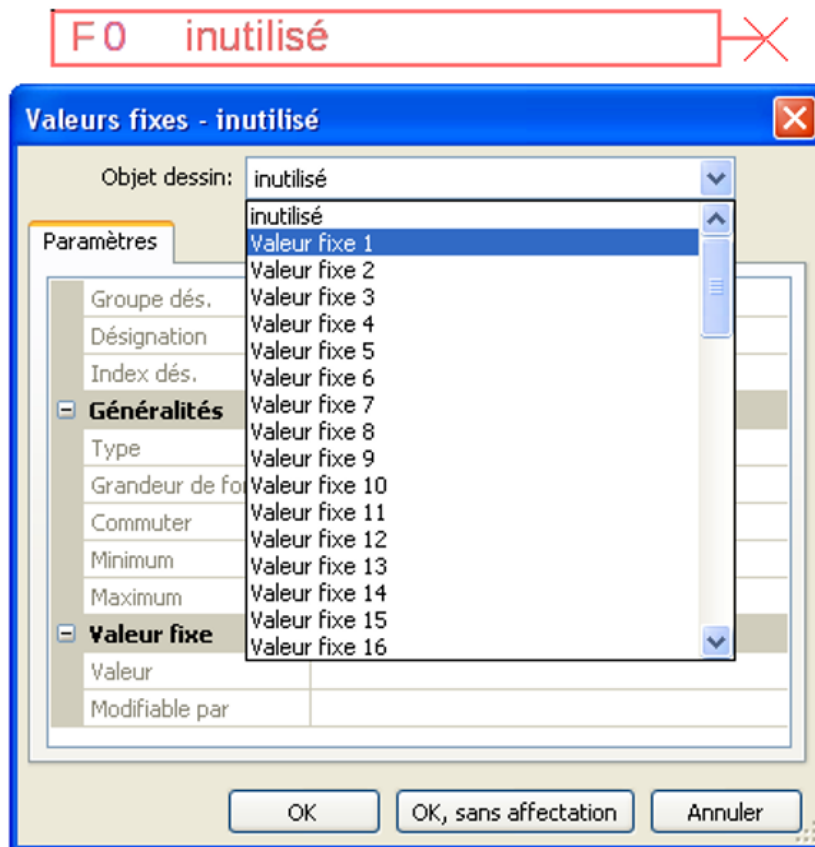 F0 inutilisé
Valeurs fixes - inutilisé
Objet dessin: inutilisé
inutilisé
Valeur fixe 1
Valeur fixe 2
Valeur fixe 3
Valeur fixe 4
Valeur fixe 5
Valeur fixe 6
Valeur fixe 7
Valeur fixe 8
Valeur fixe 9
Valeur fixe 10
Valeur fixe 11
Valeur fixe 12
Valeur fixe 13
Valeur fixe 14
Valeur fixe 15
Valeur fixe 16
Paramètres
Groupe dés.
Désignation
Index dés.
Généralités
Type
Grandeur de
Commuter
Minimum
Maximum
Valeur fixe
Valeur
Modifiable par
OK
OK, sans affectation
Annuler